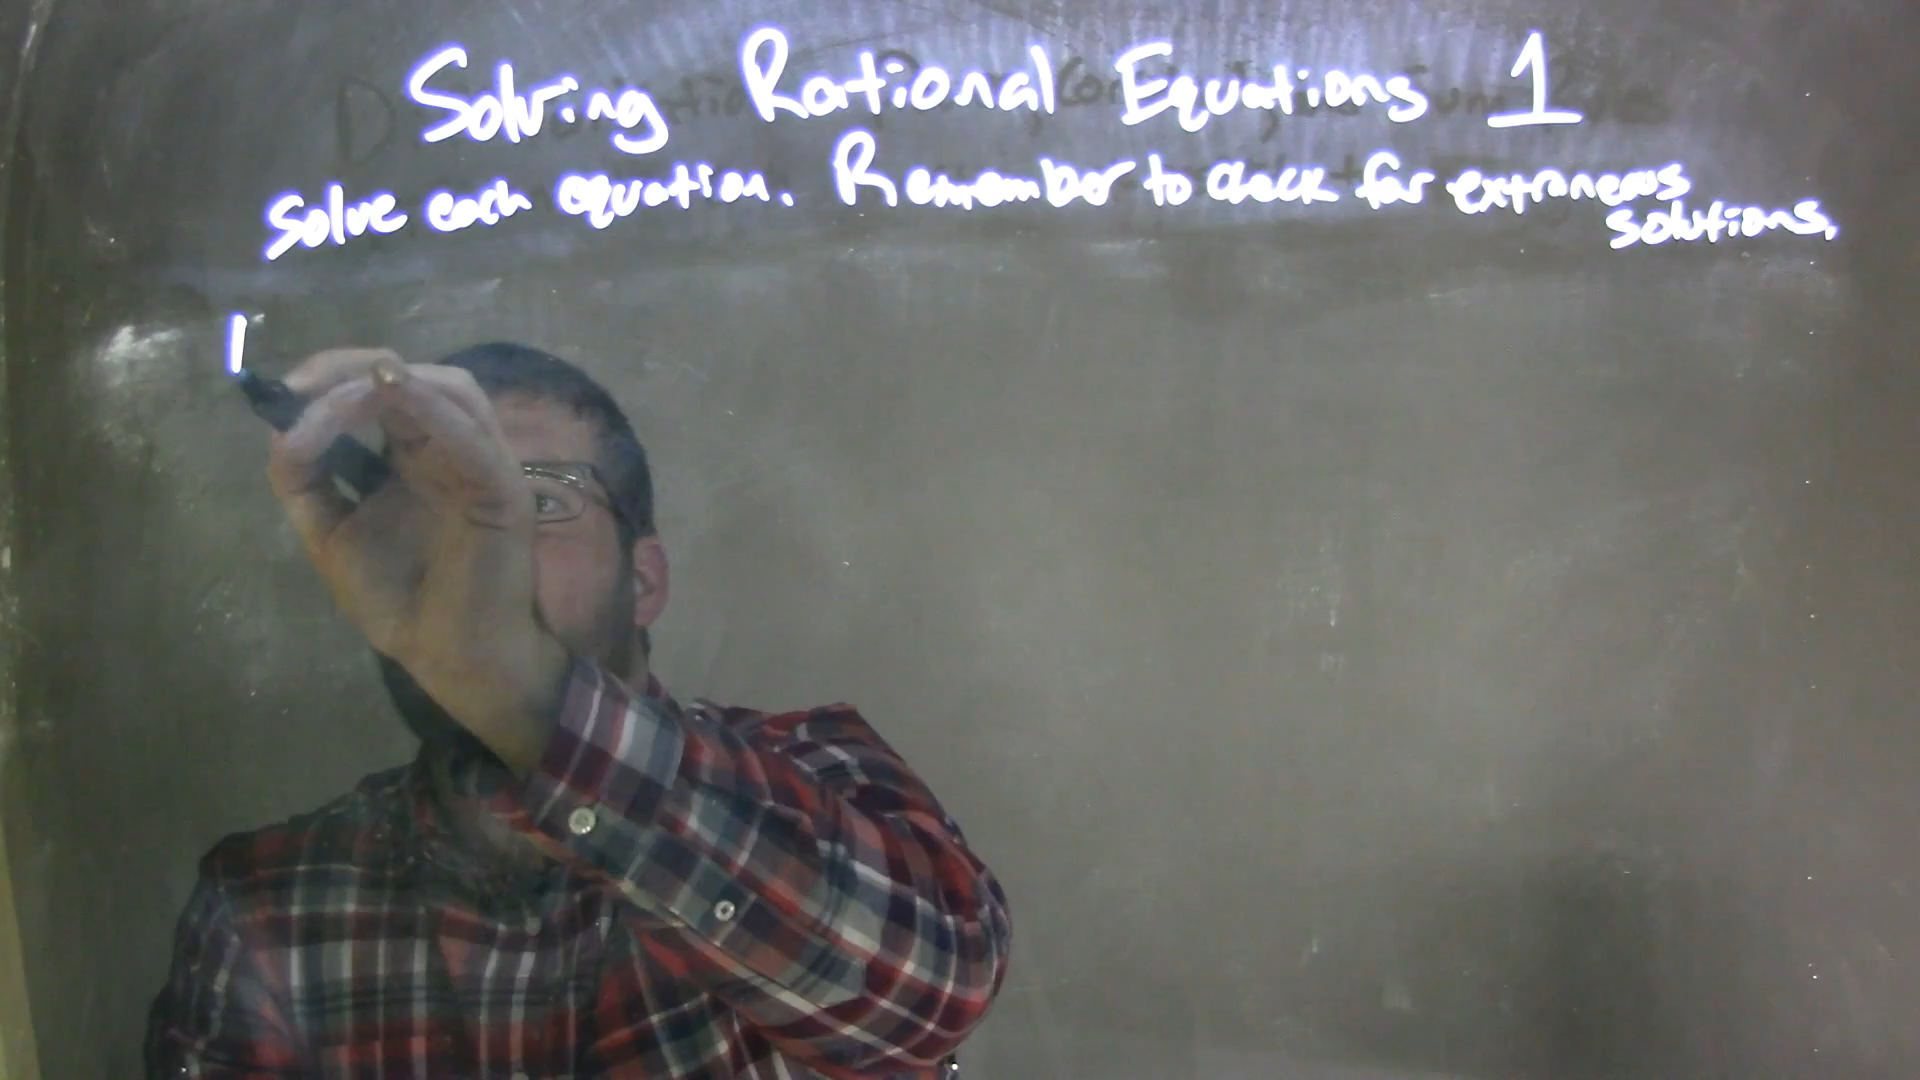 Solving Rational Equations 1
Solve each equation. Remember to check for extraneous
solutions.
1